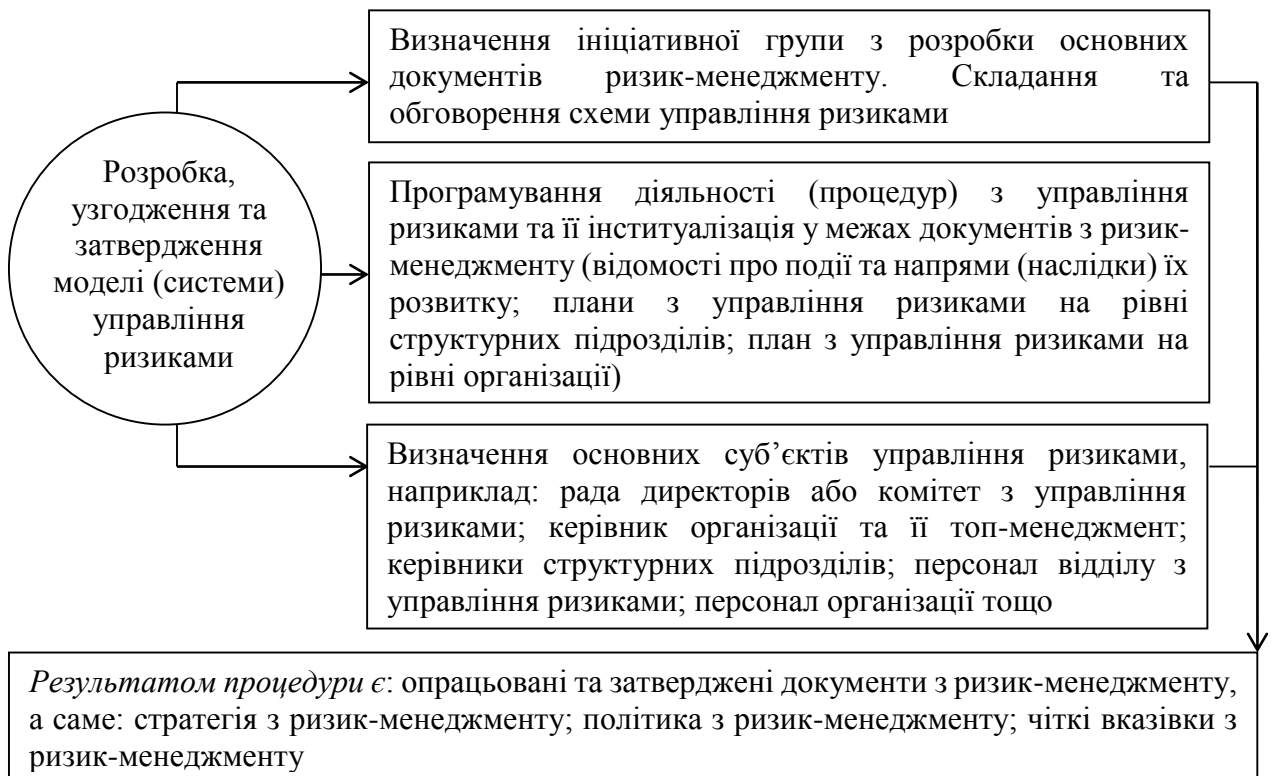 Визначення ініціативної групи з розробки основних
документів ризик-менеджменту. Складання та
обговорення схеми управління ризиками
Розробка,
узгодження та
затвердження
моделі (системи)
управління
ризиками
Програмування діяльності (процедур) з управління
ризиками та її інституалізація у межах документів з ризик-
менеджменту (відомості про події та напрями (наслідки) їх
розвитку; плани з управління ризиками на рівні
структурних підрозділів; план з управління ризиками на
рівні організації)
Визначення основних суб’єктів управління ризиками,
наприклад: рада директорів або комітет з управління
ризиками; керівник організації та її топ-менеджмент;
керівники структурних підрозділів; персонал відділу з
управління ризиками; персонал організації тощо
Результатом процедури є: опрацьовані та затверджені документи з ризик-менеджменту,
а саме: стратегія з ризик-менеджменту; політика з ризик-менеджменту; чіткі вказівки з
ризик-менеджменту